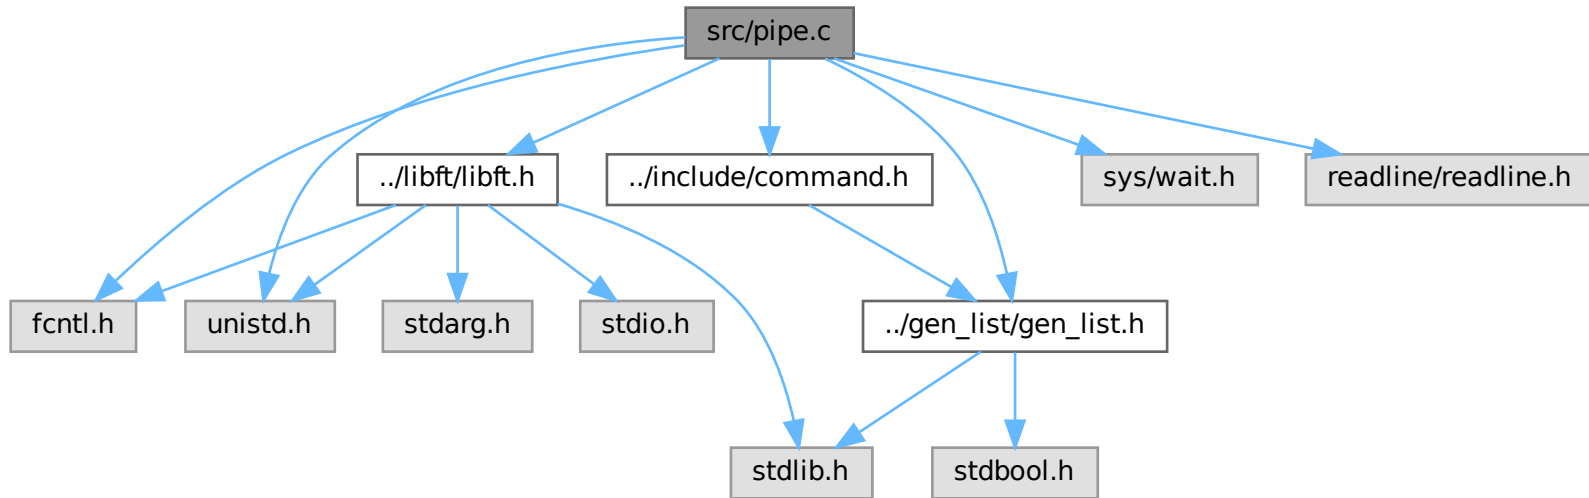 src/pipe.c
../libft/libft.h
../include/command.h
sys/wait.h
readline/readline.h
fcntl.h
unistd.h
stdarg.h
stdio.h
../gen_list/gen_list.h
stdlib.h
stdbool.h